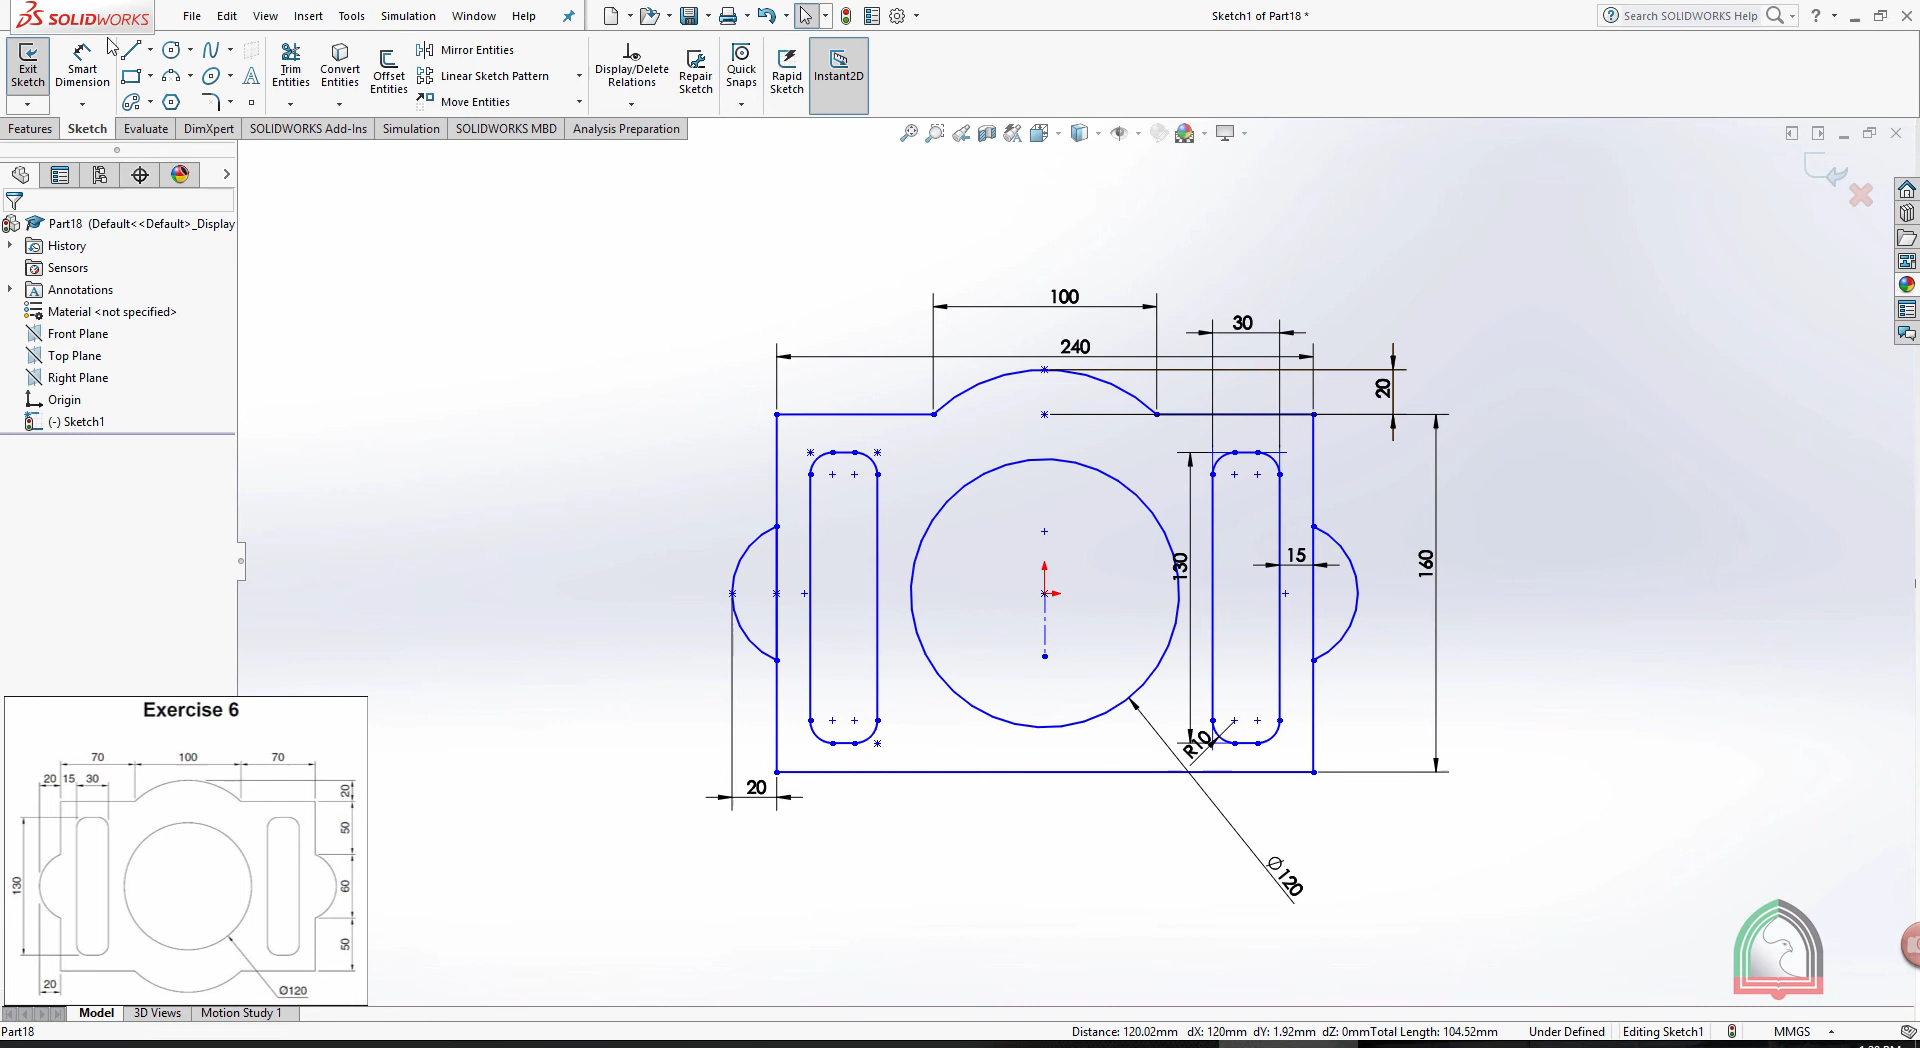 SOLIDWORKS File Edit View Insert Tools Simulation Window Help Sketch1 of Part18 * Search SOLIDWORKS Help ?
Exit Sketch
Smart Dimension
Trim Entities
Convert Entities
Offset Entities
Mirror Entities
Linear Sketch Pattern
Move Entities
Display/Delete Relations
Repair Sketch
Quick Snaps
Rapid Sketch
Instant2D
Features Sketch Evaluate DimXpert SOLIDWORKS Add-Ins Simulation SOLIDWORKS MBD Analysis Preparation
Part18 (Default<<Default>_Display
History
Sensors
Annotations
Material <not specified>
Front Plane
Top Plane
Right Plane
Origin
(-) Sketch1
100
30
240
20
130
15
160
R10
20
Ø120
Exercise 6
70 100 70
20 15 30
20
50
130
60
50
20
Ø120
Model 3D Views Motion Study 1
Part18 Distance: 120.02mm dX: 120mm dY: 1.92mm dZ: 0mmTotal Length: 104.52mm Under Defined Editing Sketch1 MMGS